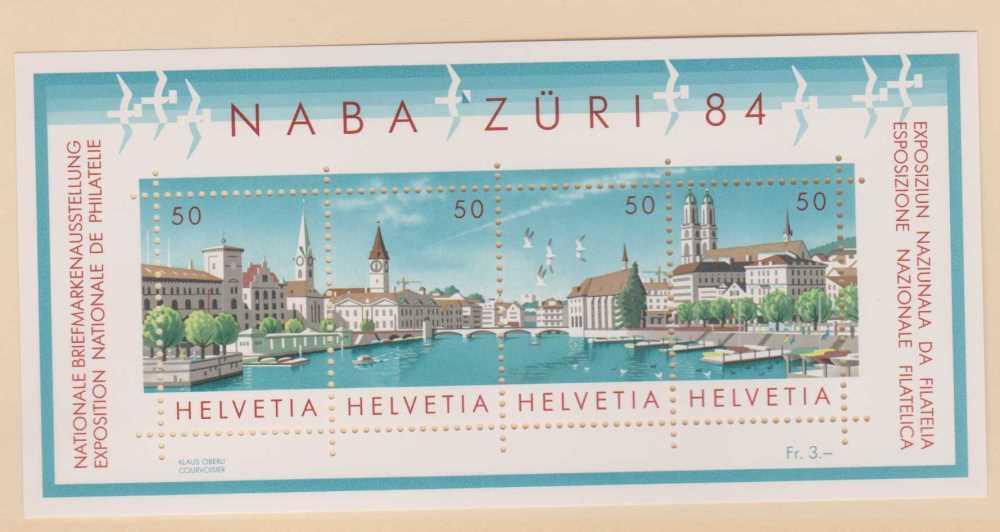 NABA ZÜRI 84
NATIONALE BRIEFMARKENAUSSTELLUNG
EXPOSITION NATIONALE DE PHILATELIE
50
50
50
50
HELVETIA
HELVETIA
HELVETIA
HELVETIA
EXPOSIZIUN NAZIUNALA DA FILATELIA
ESPOSIZIONE NAZIONALE FILATELICA
KLAUS OBERLI
COURVOISIER
Fr. 3.–